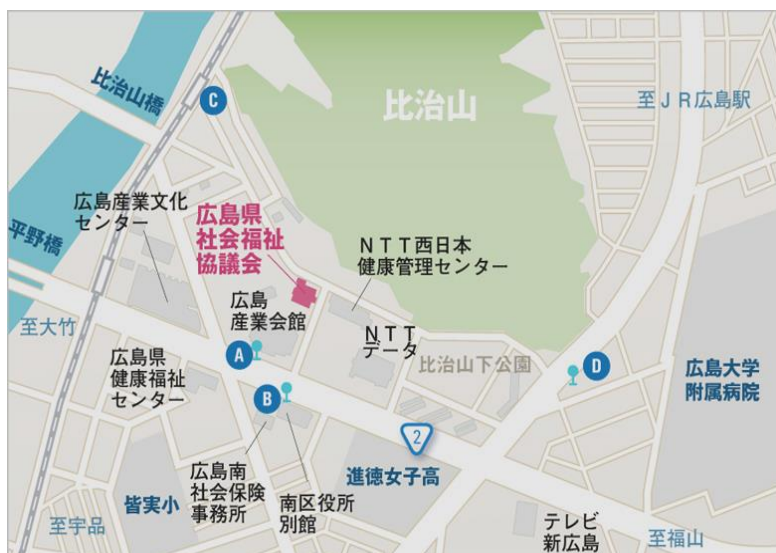 比治山橋
C
比治山
至ＪＲ広島駅
広島産業文化
センター
平野橋
広島県
社会福祉
協議会
ＮＴＴ西日本
健康管理センター
広島
産業会館
ＮＴＴ
データ
至大竹
A
広島県
健康福祉
センター
比治山下公園
D
広島大学
附属病院
B
2
広島南
社会保険
事務所
進徳女子高
皆実小
南区役所
別館
至宇品
テレビ
新広島
至福山